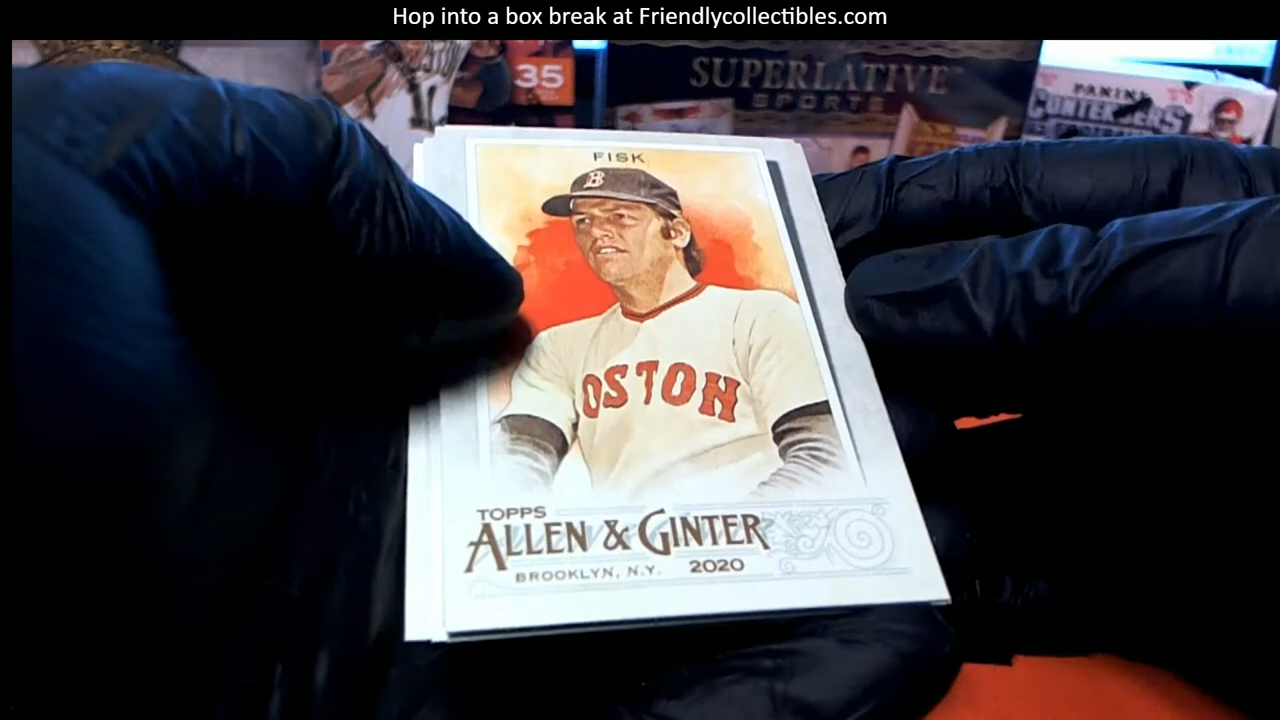 Hop into a box break at Friendlycollectibles.com
35
11
SUPERLATIVE
SPORTS
PANINI
CONTENDERS
FISK
B
BOSTON
TOPPS
ALLEN & GINTER
BROOKLYN, N.Y. 2020